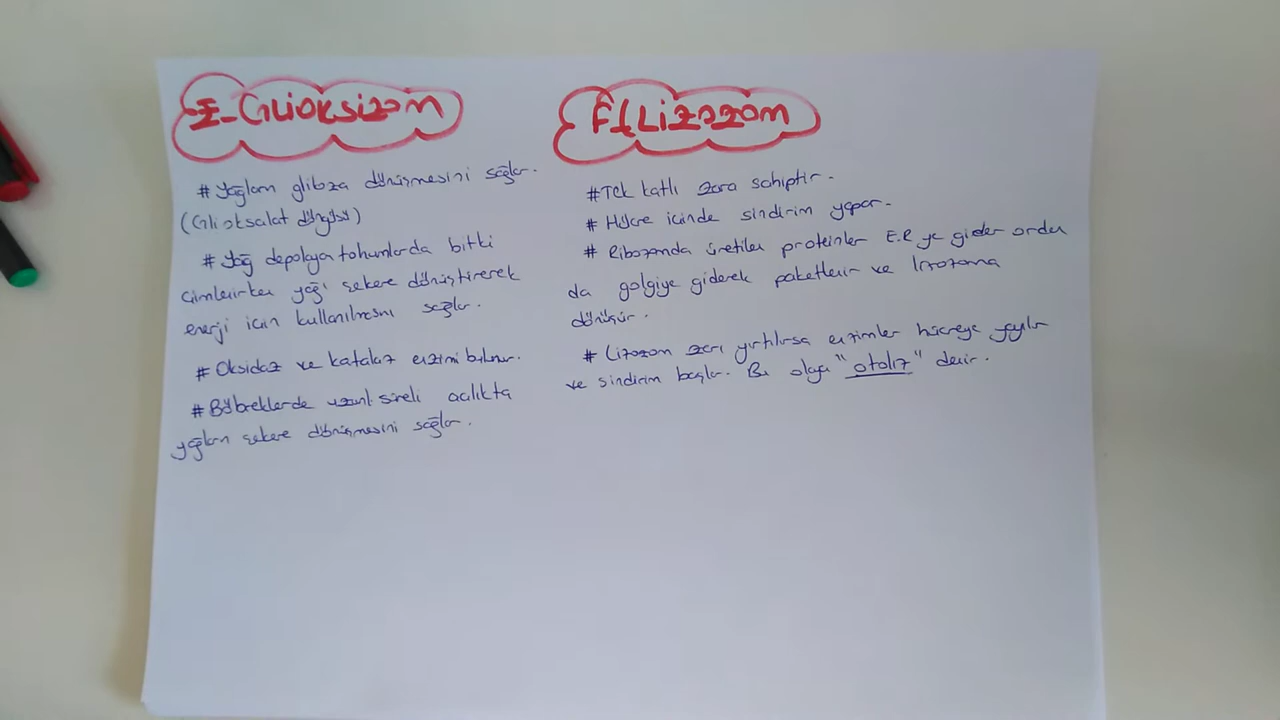 E-Glioksizom
# Yağların glikoza dönüşmesini sağlar.
(Glioksalat döngüsü)
# Yağ depolayan tohumlarda bitki
çimlenirken yağı şekere dönüştürerek
enerji için kullanılmasını sağlar.
# Oksidaz ve katalaz enzimi bulunur.
# Böbreklerde uzun süreli açlıkta
yağların şekere dönüşmesini sağlar.
F-Lizozom
# Tek katlı zara sahiptir.
# Hücre içinde sindirim yapar.
# Ribozomda üretilen proteinler E.R ye gider ordan
da golgiye giderek paketlenir ve lizozoma
dönüşür.
# Lizozom zarı yırtılırsa enzimler hücreye yayılır
ve sindirim başlar. Bu olaya "otoliz" denir.